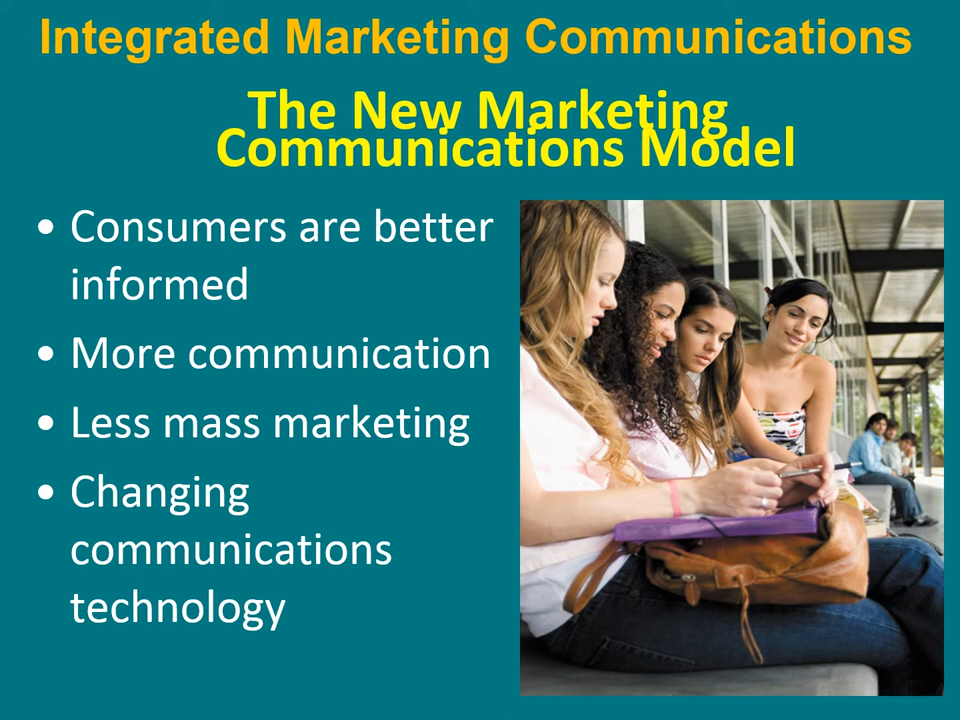 Integrated Marketing Communications
The New Marketing
Communications Model
• Consumers are better
informed
• More communication
• Less mass marketing
• Changing
communications
technology